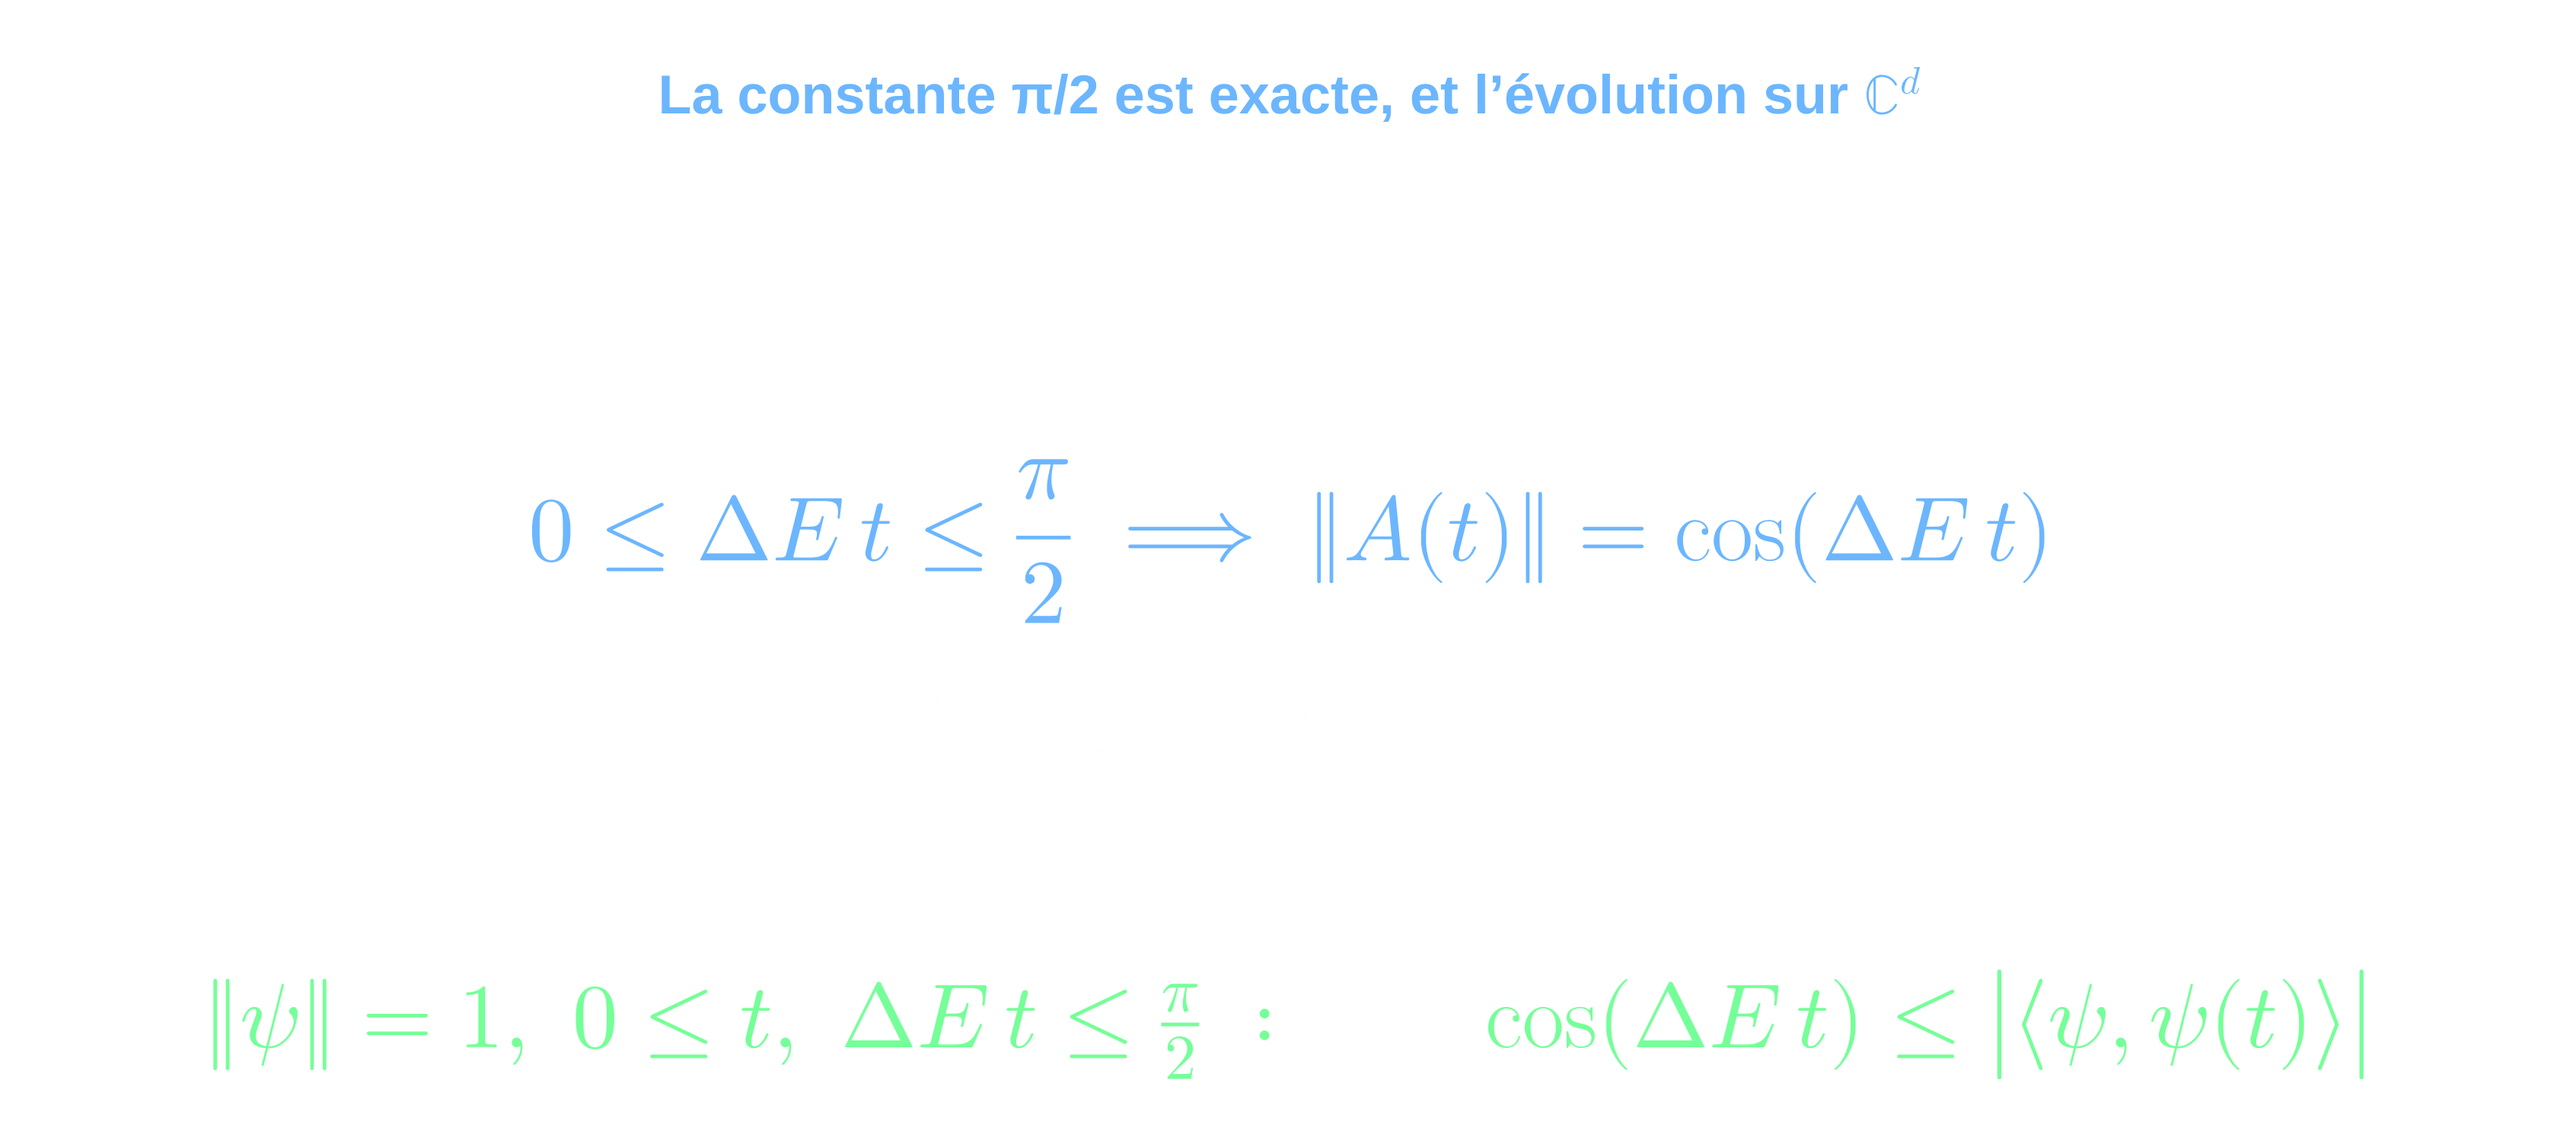 La constante π/2 est exacte, et l’évolution sur ℂᵈ
0 ≤ ΔE t ≤ π/2 ⟹ ‖A(t)‖ = cos(ΔE t)
‖ψ‖ = 1, 0 ≤ t, ΔE t ≤ π/2 : cos(ΔE t) ≤ |⟨ψ, ψ(t)⟩|